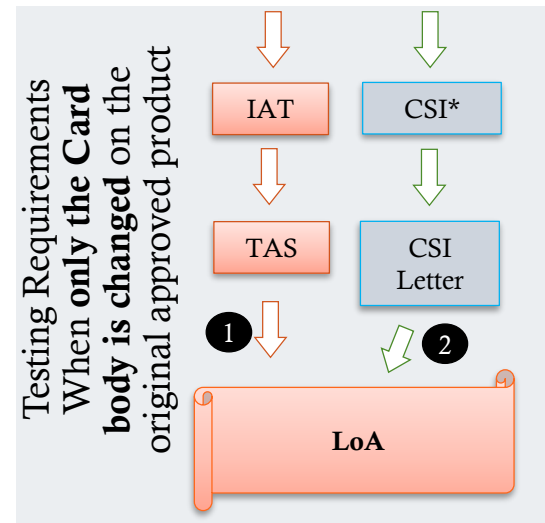 Testing Requirements
When only the Card
body is changed on the
original approved product
IAT
CSI*
TAS
CSI
Letter
1
2
LoA